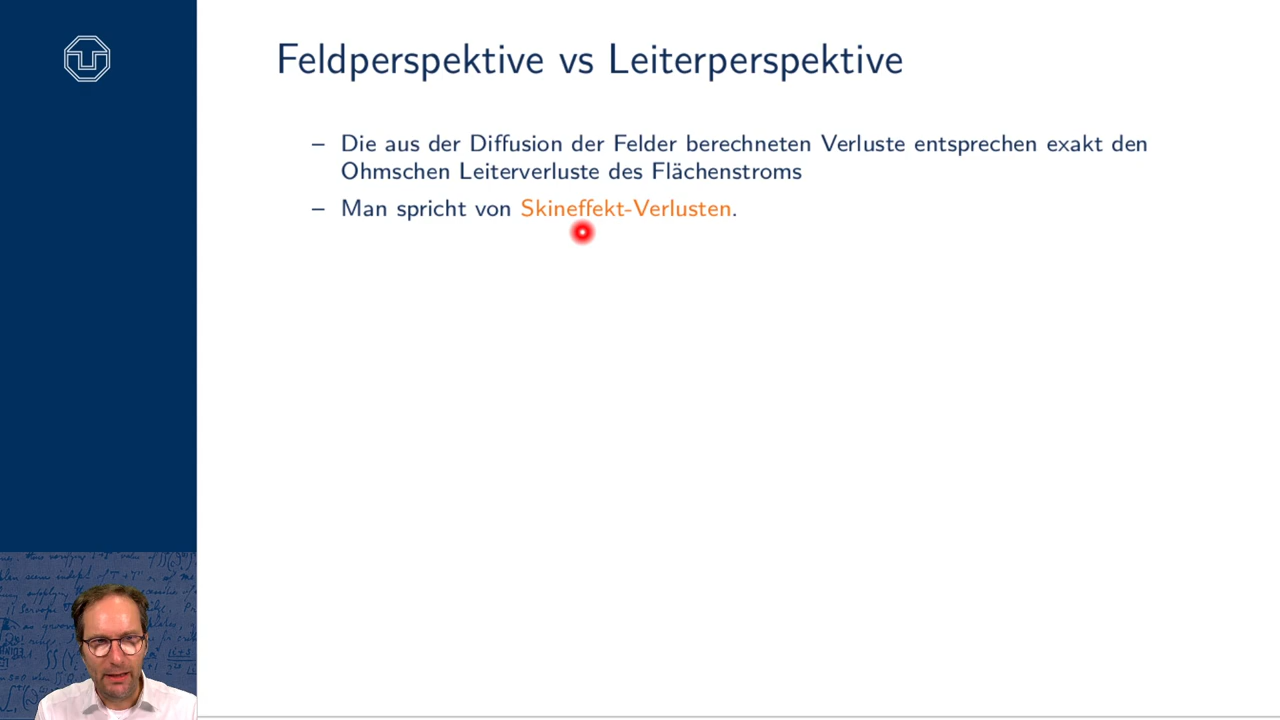 Feldperspektive vs Leiterperspektive
– Die aus der Diffusion der Felder berechneten Verluste entsprechen exakt den
Ohmschen Leiterverluste des Flächenstroms
– Man spricht von Skineffekt-Verlusten.